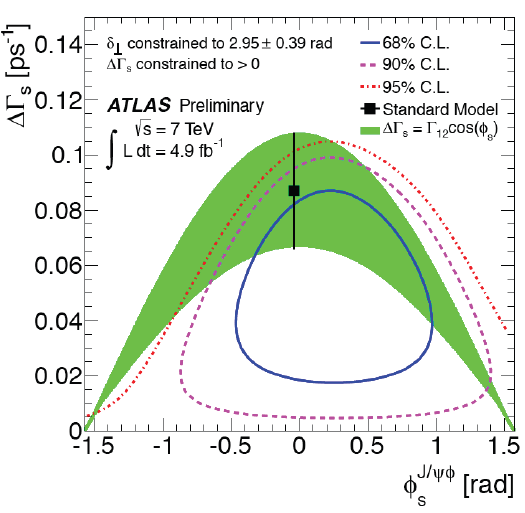 δ⊥ constrained to 2.95 ± 0.39 rad
ΔΓs constrained to > 0
ATLAS Preliminary
√s = 7 TeV
∫ L dt = 4.9 fb⁻¹
68% C.L.
90% C.L.
95% C.L.
Standard Model
ΔΓs = Γ12cos(ϕs)
ΔΓs [ps⁻¹]
0.14
0.12
0.1
0.08
0.06
0.04
0.02
0
-1.5 -1 -0.5 0 0.5 1 1.5
ϕs J/ψϕ [rad]